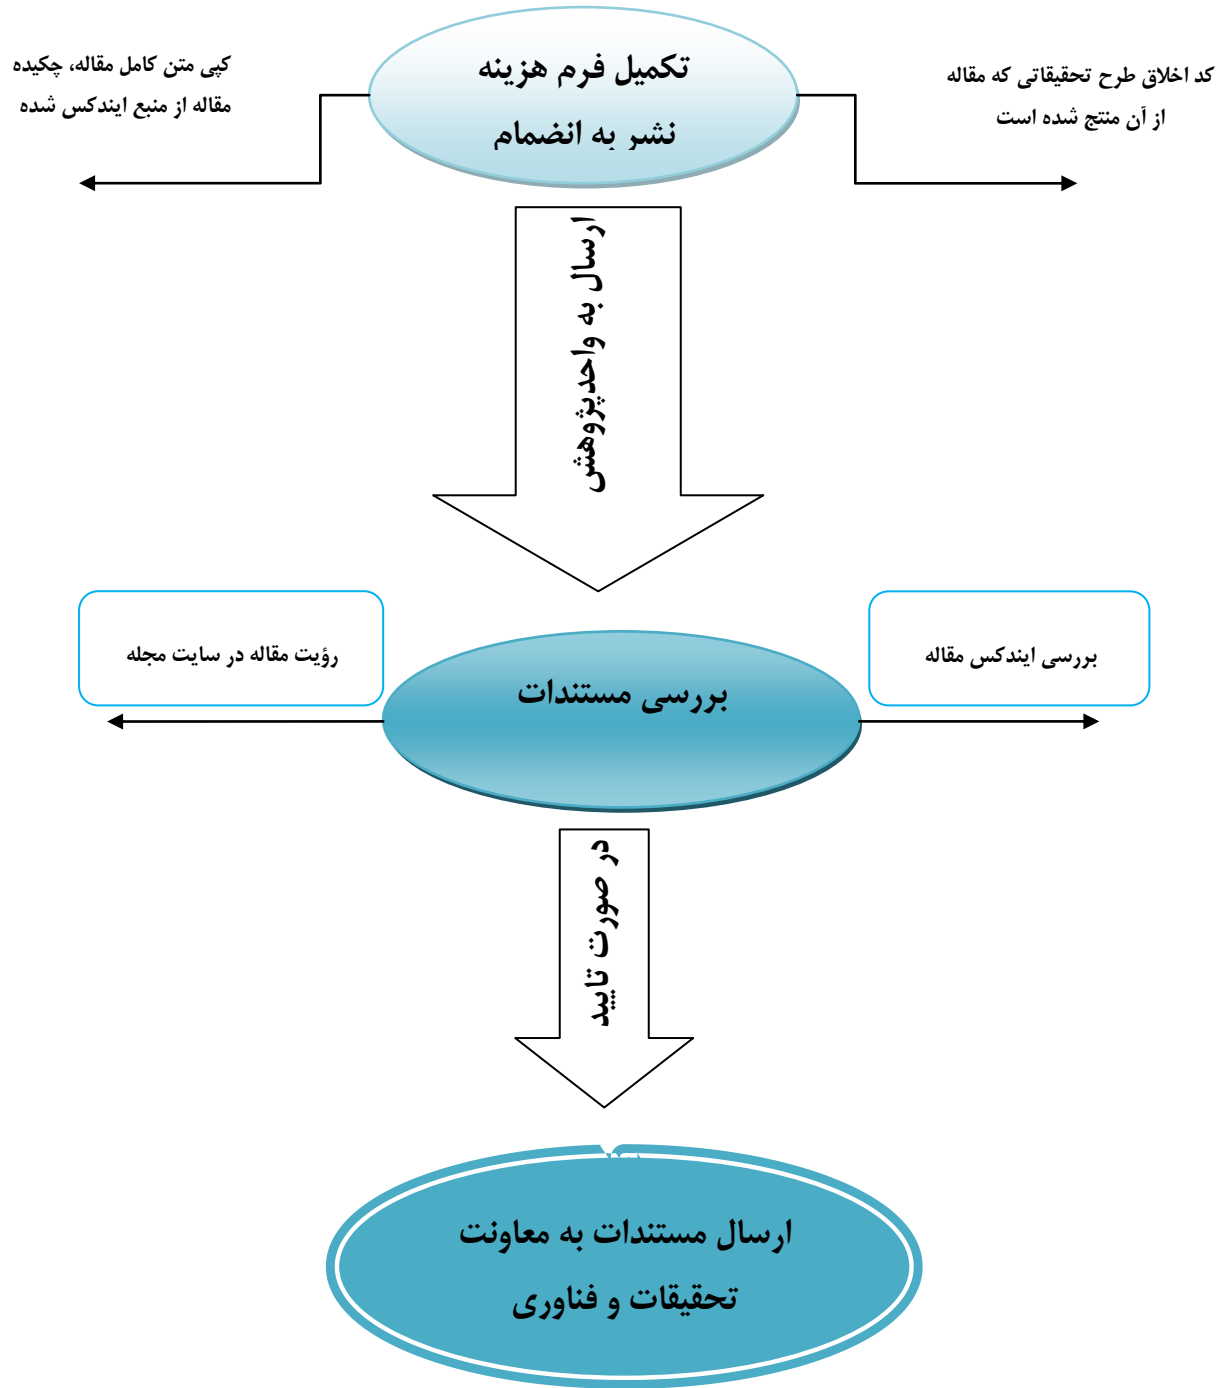 تکمیل فرم هزینه
نشر به انضمام
کد اخلاق طرح تحقیقاتی که مقاله
از آن منتج شده است
کپی متن کامل مقاله، چکیده
مقاله از منبع ایندکس شده
ارسال به واحدپژوهش
بررسی مستندات
بررسی ایندکس مقاله
رؤیت مقاله در سایت مجله
در صورت تایید
ارسال مستندات به معاونت
تحقیقات و فناوری